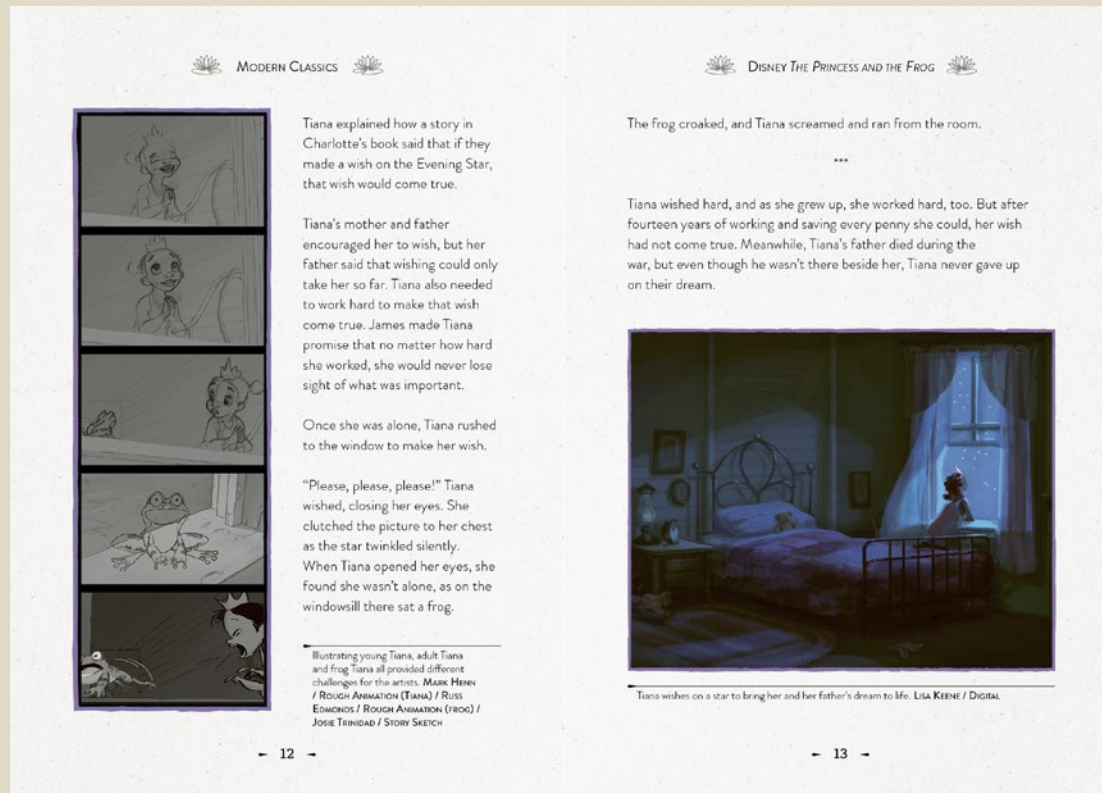 MODERN CLASSICS
Tiana explained how a story in
Charlotte's book said that if they
made a wish on the Evening Star,
that wish would come true.
Tiana's mother and father
encouraged her to wish, but her
father said that wishing could only
take her so far. Tiana also needed
to work hard to make that wish
come true. James made Tiana
promise that no matter how hard
she worked, she would never lose
sight of what was important.
Once she was alone, Tiana rushed
to the window to make her wish.
“Please, please, please!” Tiana
wished, closing her eyes. She
clutched the picture to her chest
as the star twinkled silently.
When Tiana opened her eyes, she
found she wasn't alone, as on the
windowsill there sat a frog.
Illustrating young Tiana, adult Tiana
and frog Tiana all provided different
challenges for the artists. MARK HENN
/ ROUGH ANIMATION (TIANA) / RUSS
EDMONDS / ROUGH ANIMATION (FROG) /
JOSIE TRINIDAD / STORY SKETCH
12
DISNEY THE PRINCESS AND THE FROG
The frog croaked, and Tiana screamed and ran from the room.
***
Tiana wished hard, and as she grew up, she worked hard, too. But after
fourteen years of working and saving every penny she could, her wish
had not come true. Meanwhile, Tiana's father died during the
war, but even though he wasn't there beside her, Tiana never gave up
on their dream.
Tiana wishes on a star to bring her and her father's dream to life. LISA KEENE / DIGITAL
13